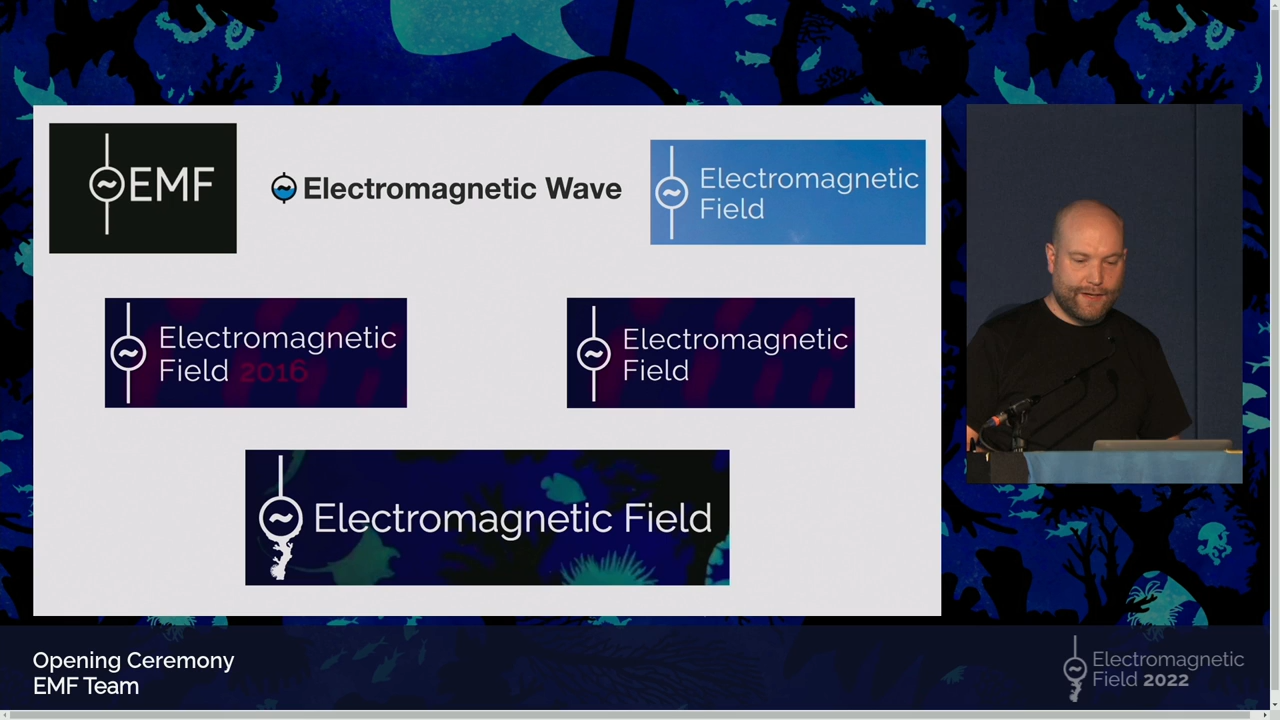 EMF
Electromagnetic Wave
Electromagnetic
Field
Electromagnetic
Field 2016
Electromagnetic
Field
Electromagnetic Field
Opening Ceremony
EMF Team
Electromagnetic
Field 2022